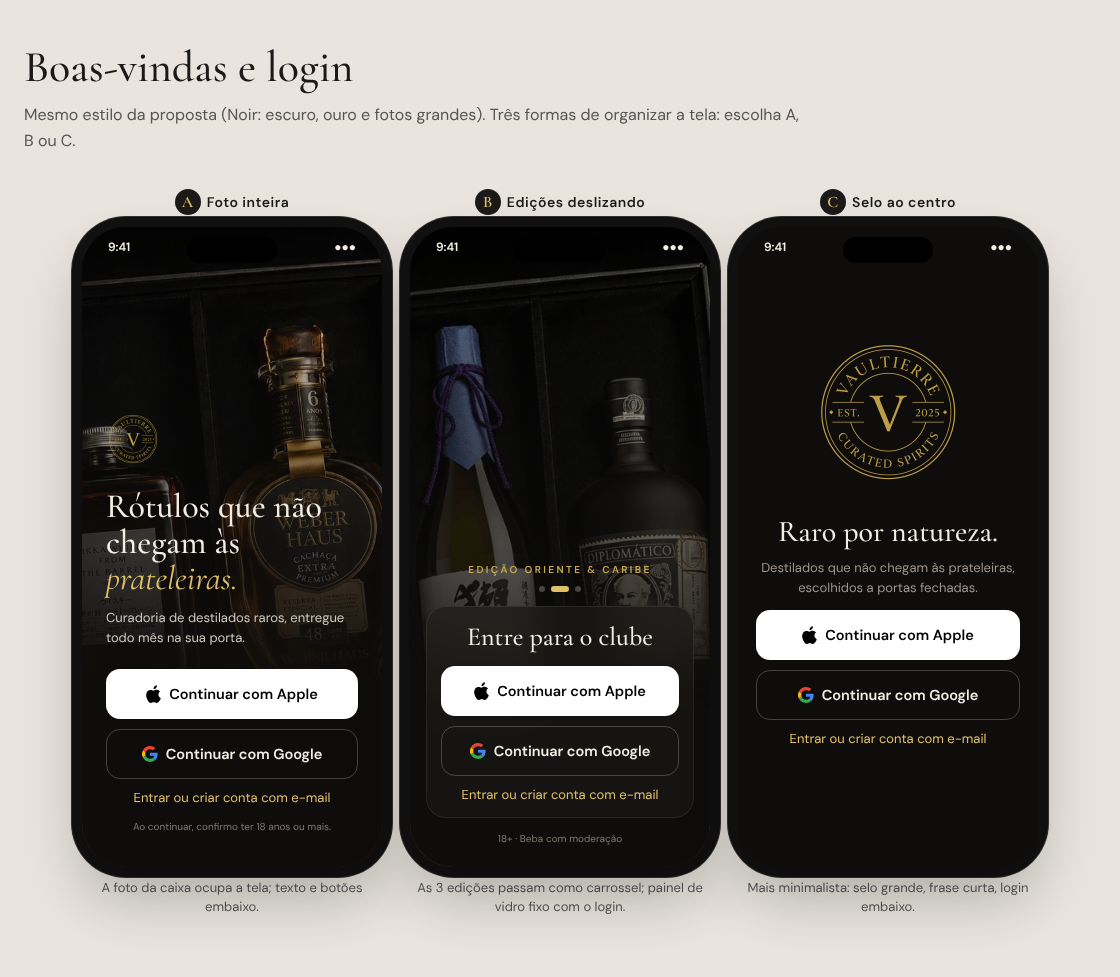 Boas-vindas e login
Mesmo estilo da proposta (Noir: escuro, ouro e fotos grandes). Três formas de organizar a tela: escolha A,
B ou C.
A Foto inteira
9:41
6
ANOS
VAULTIERRE
V
2025
Rótulos que não
chegam às
prateleiras.
WEBER
HAUS
CACHAÇA
EXTRA
PREMIUM
FROM
THE BARREL
RESERVA
ESPECIAL
48
Curadoria de destilados raros, entregue
todo mês na sua porta.
Continuar com Apple
Continuar com Google
Entrar ou criar conta com e-mail
Ao continuar, confirmo ter 18 anos ou mais.
A foto da caixa ocupa a tela; texto e botões
embaixo.
B Edições deslizando
9:41
DIPLOMÁTICO
EDIÇÃO ORIENTE & CARIBE
Entre para o clube
Continuar com Apple
Continuar com Google
Entrar ou criar conta com e-mail
18+ · Beba com moderação
As 3 edições passam como carrossel; painel de
vidro fixo com o login.
C Selo ao centro
9:41
VAULTIERRE
EST. V 2025
CURATED SPIRITS
Raro por natureza.
Destilados que não chegam às prateleiras,
escolhidos a portas fechadas.
Continuar com Apple
Continuar com Google
Entrar ou criar conta com e-mail
Mais minimalista: selo grande, frase curta, login
embaixo.